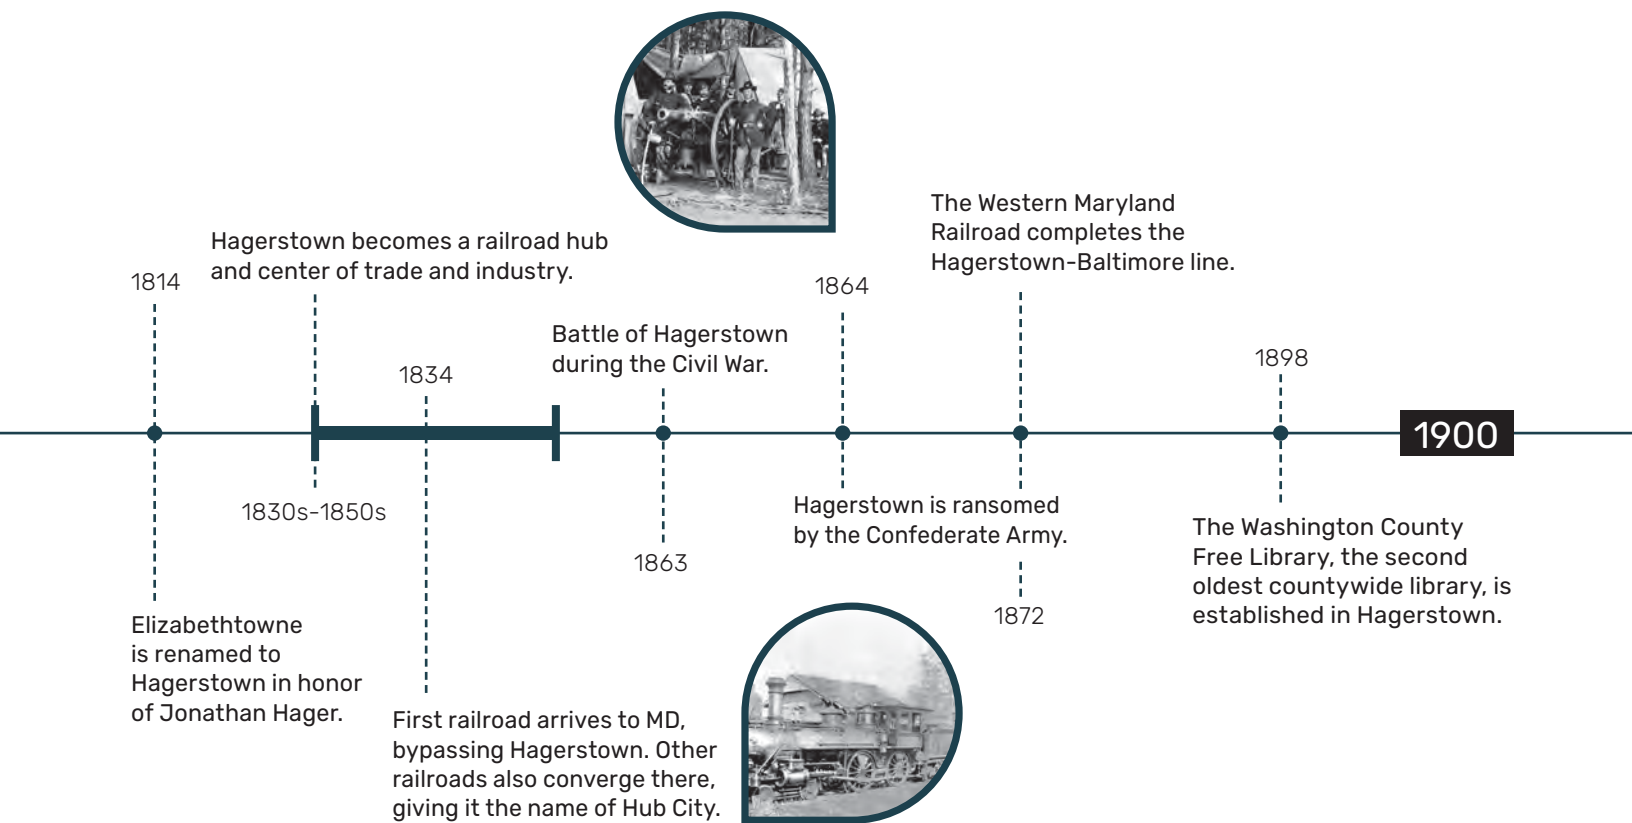 1814
Elizabethtowne
is renamed to
Hagerstown in honor
of Jonathan Hager.
Hagerstown becomes a railroad hub
and center of trade and industry.
1830s-1850s
1834
First railroad arrives to MD,
bypassing Hagerstown. Other
railroads also converge there,
giving it the name of Hub City.
Battle of Hagerstown
during the Civil War.
1863
1864
Hagerstown is ransomed
by the Confederate Army.
The Western Maryland
Railroad completes the
Hagerstown-Baltimore line.
1872
1898
The Washington County
Free Library, the second
oldest countywide library, is
established in Hagerstown.
1900